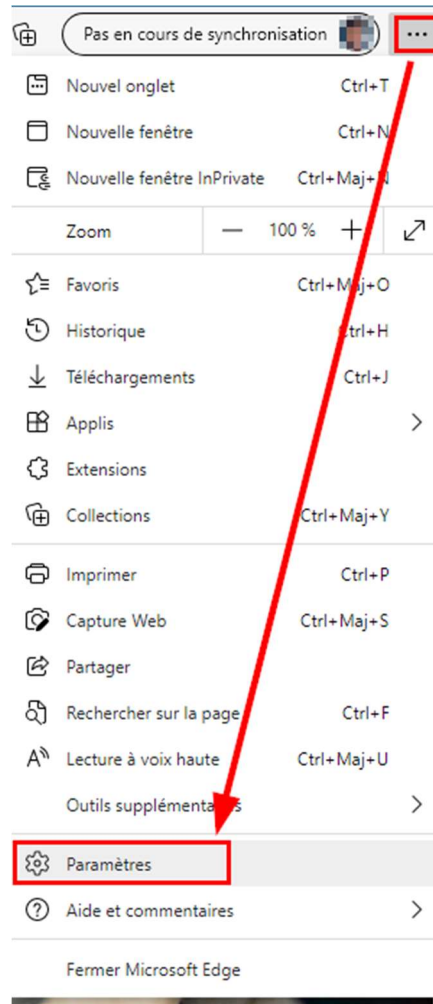 Pas en cours de synchronisation
Nouvel onglet Ctrl+T
Nouvelle fenêtre Ctrl+N
Nouvelle fenêtre InPrivate Ctrl+Maj+N
Zoom — 100 % +
Favoris Ctrl+Maj+O
Historique Ctrl+H
Téléchargements Ctrl+J
Applis
Extensions
Collections Ctrl+Maj+Y
Imprimer Ctrl+P
Capture Web Ctrl+Maj+S
Partager
Rechercher sur la page Ctrl+F
Lecture à voix haute Ctrl+Maj+U
Outils supplémentaires
Paramètres
Aide et commentaires
Fermer Microsoft Edge